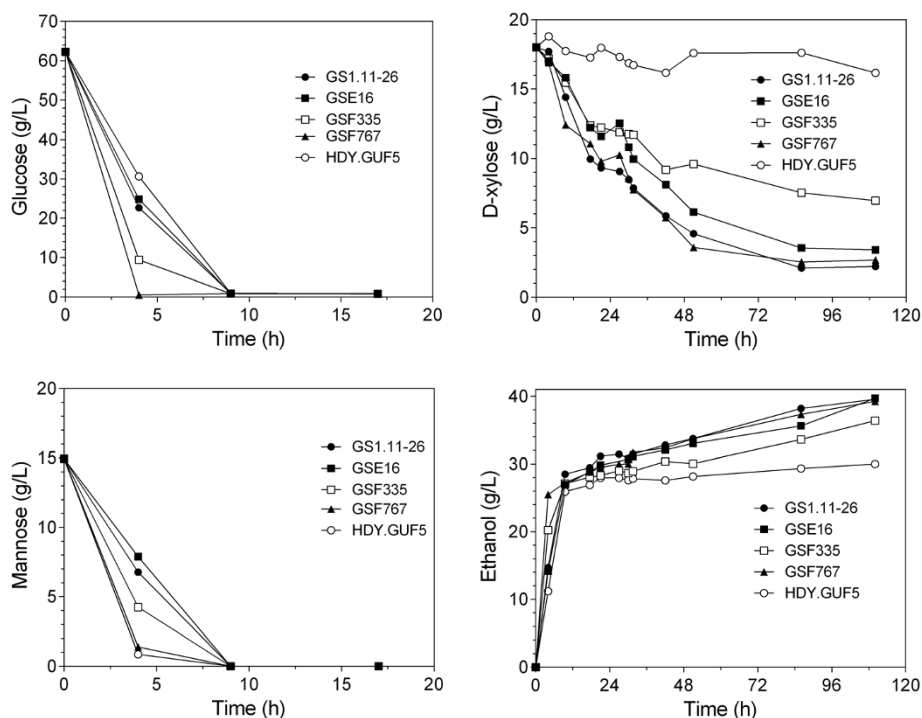 70
60
50
40
30
20
10
0
Glucose (g/L)
0
5
10
15
20
Time (h)
GS1.11-26
GSE16
GSF335
GSF767
HDY.GUF5
20
15
10
5
0
D-xylose (g/L)
0
24
48
72
96
120
Time (h)
GS1.11-26
GSE16
GSF335
GSF767
HDY.GUF5
20
15
10
5
0
Mannose (g/L)
0
5
10
15
20
Time (h)
GS1.11-26
GSE16
GSF335
GSF767
HDY.GUF5
40
30
20
10
0
Ethanol (g/L)
0
24
48
72
96
120
Time (h)
GS1.11-26
GSE16
GSF335
GSF767
HDY.GUF5